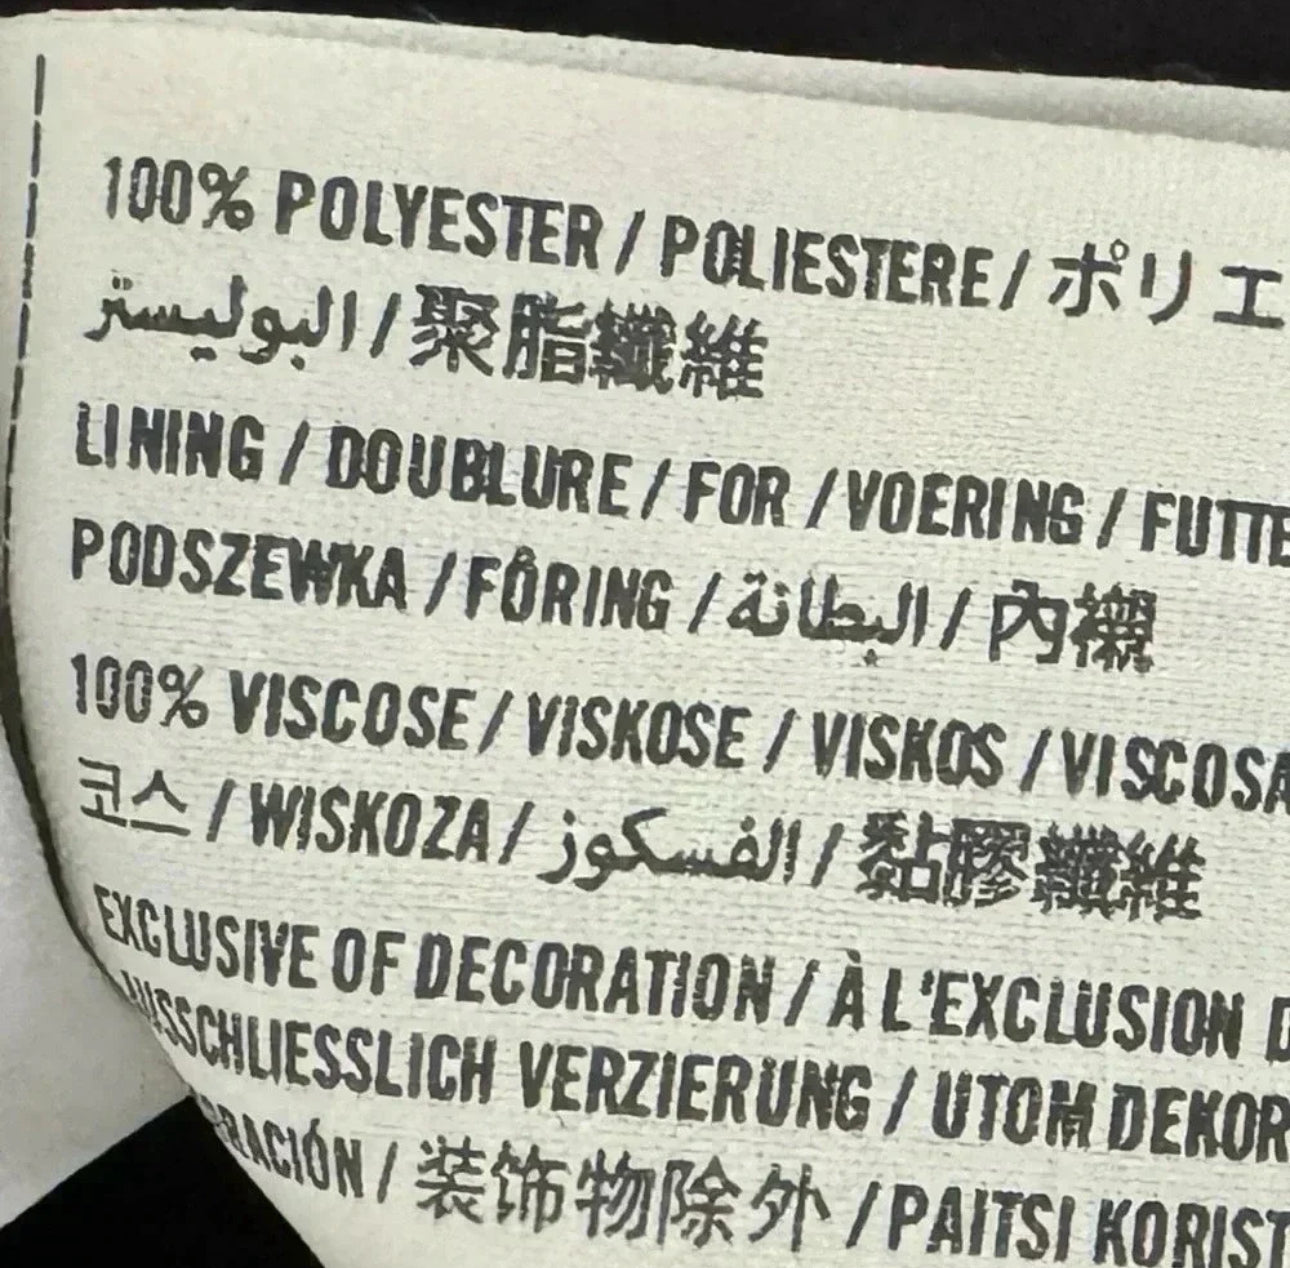 100% POLYESTER / POLIESTERE / ポリエ
البوليستر / 聚脂纖維
LINING / DOUBLURE / FOR / VOERING / FUTTE
PODSZEWKA / FÔRING / البطانة / 內襯
100% VISCOSE / VISKOSE / VISKOS / VISCOSA
코스 / WISKOZA / الفسكوز / 黏膠纖維
EXCLUSIVE OF DECORATION / À L'EXCLUSION D
AUSSCHLIESSLICH VERZIERUNG / UTOM DEKOR
RACIÓN / 装饰物除外 / PAITSI KORIST